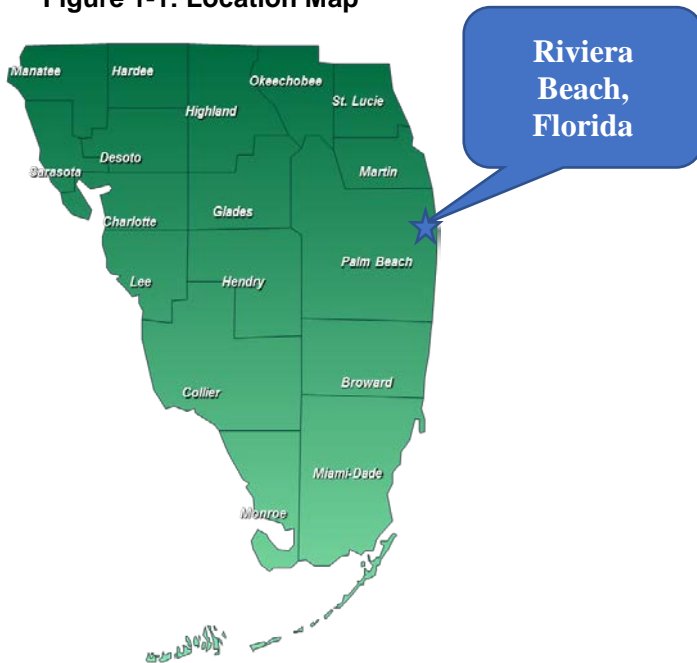 Figure 1-1: Location Map
Riviera
Beach,
Florida
Manatee
Hardee
Okeechobee
St. Lucie
Highland
Desoto
Martin
Sarasota
Charlotte
Glades
Palm Beach
Lee
Hendry
Collier
Broward
Miami-Dade
Monroe